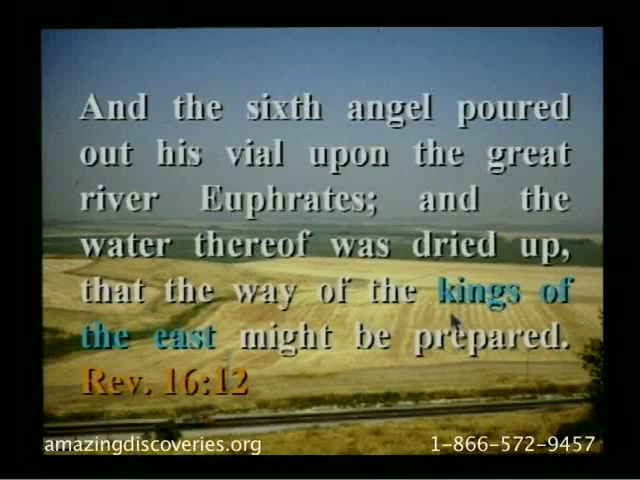 And the sixth angel poured
out his vial upon the great
river Euphrates; and the
water thereof was dried up,
that the way of the kings of
the east might be prepared.
Rev. 16:12
amazingdiscoveries.org 1-866-572-9457